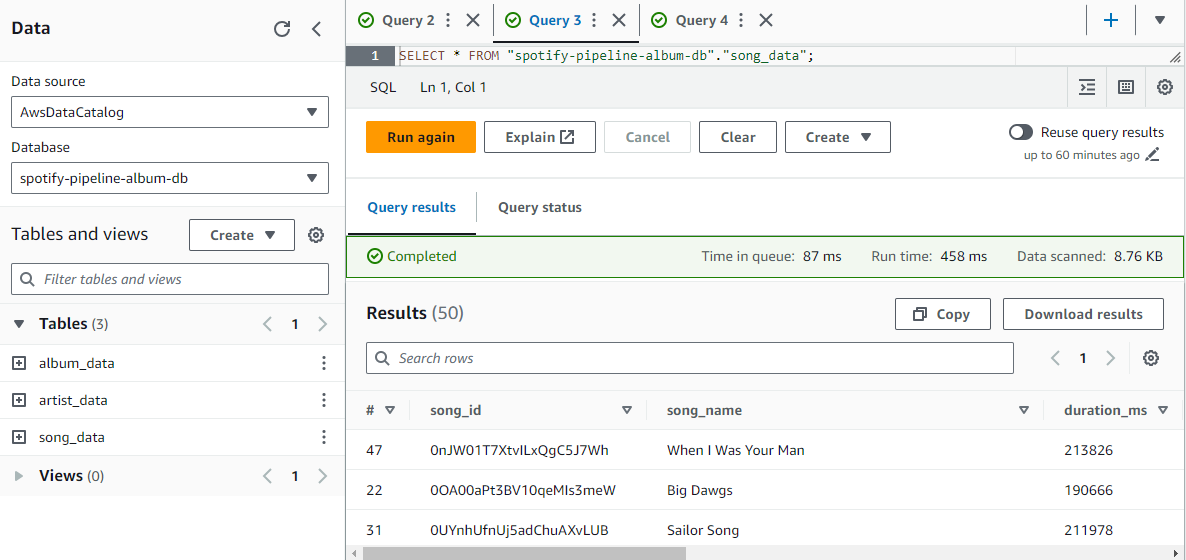 Data
Data source
AwsDataCatalog
Database
spotify-pipeline-album-db
Tables and views
Create
Filter tables and views
Tables (3)
1
album_data
artist_data
song_data
Views (0)
1
Query 2
Query 3
Query 4
1 SELECT * FROM "spotify-pipeline-album-db"."song_data";
SQL Ln 1, Col 1
Run again Explain Cancel Clear Create
Reuse query results
up to 60 minutes ago
Query results Query status
Completed Time in queue: 87 ms Run time: 458 ms Data scanned: 8.76 KB
Results (50)
Copy Download results
Search rows
1
# song_id song_name duration_ms
47 0nJW01T7XtvILxQgC5J7Wh When I Was Your Man 213826
22 0OA00aPt3BV10qeMIs3meW Big Dawgs 190666
31 0UYnhUfnUj5adChuAXvLUB Sailor Song 211978